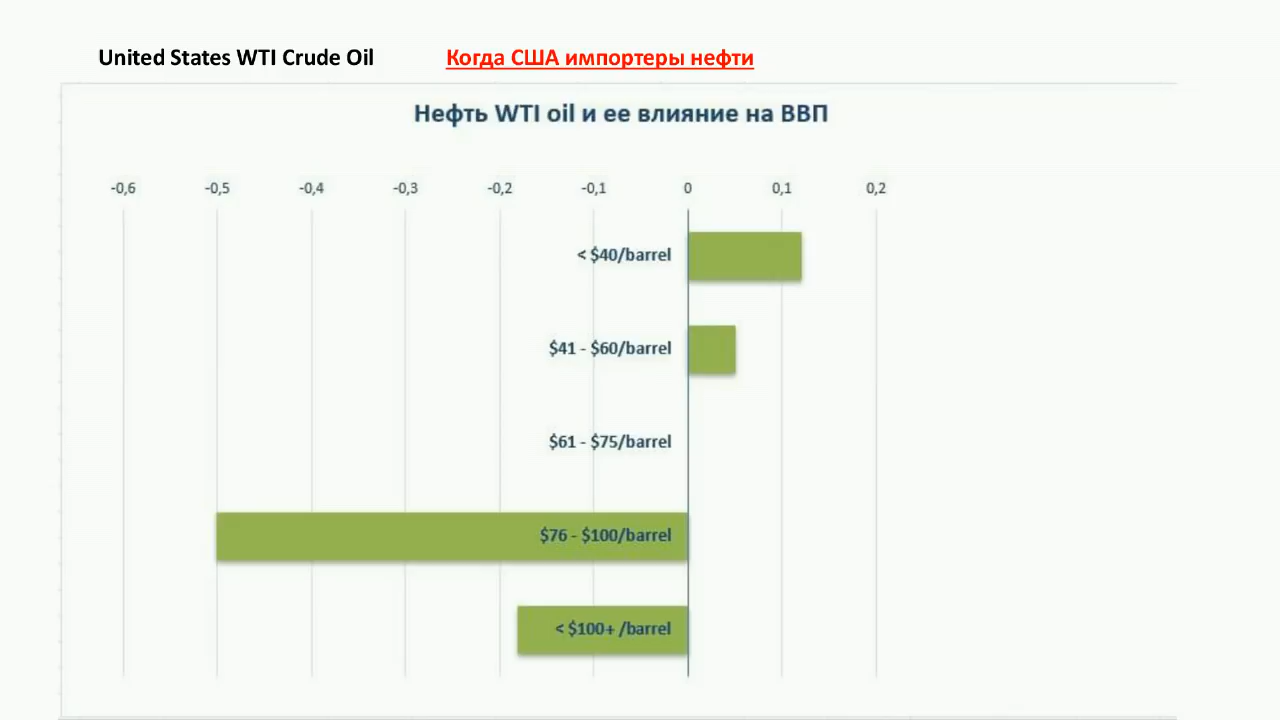 United States WTI Crude Oil Когда США импортеры нефти
Нефть WTI oil и ее влияние на ВВП
-0,6 -0,5 -0,4 -0,3 -0,2 -0,1 0 0,1 0,2
< $40/barrel
$41 - $60/barrel
$61 - $75/barrel
$76 - $100/barrel
< $100+ /barrel